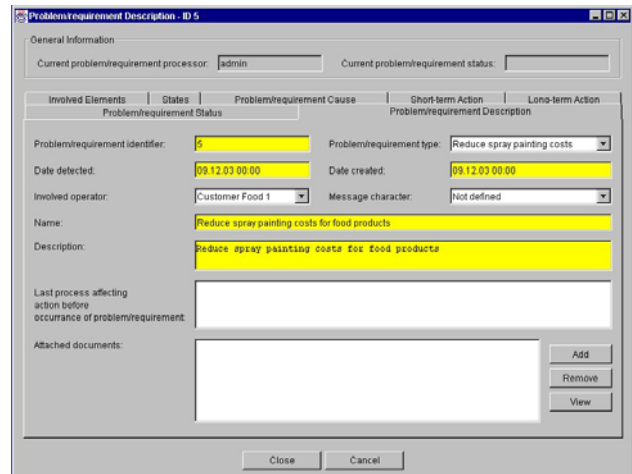 Problem/requirement Description - ID 5
General Information
Current problem/requirement processor: admin Current problem/requirement status:
Involved Elements States Problem/requirement Cause Short-term Action Long-term Action
Problem/requirement Status Problem/requirement Description
Problem/requirement identifier: 5 Problem/requirement type: Reduce spray painting costs
Date detected: 09.12.03 00:00 Date created: 09.12.03 00:00
Involved operator: Customer Food 1 Message character: Not defined
Name: Reduce spray painting costs for food products
Description: Reduce spray painting costs for food products
Last process affecting
action before
occurrance of problem/requirement:
Attached documents:
Add
Remove
View
Close Cancel